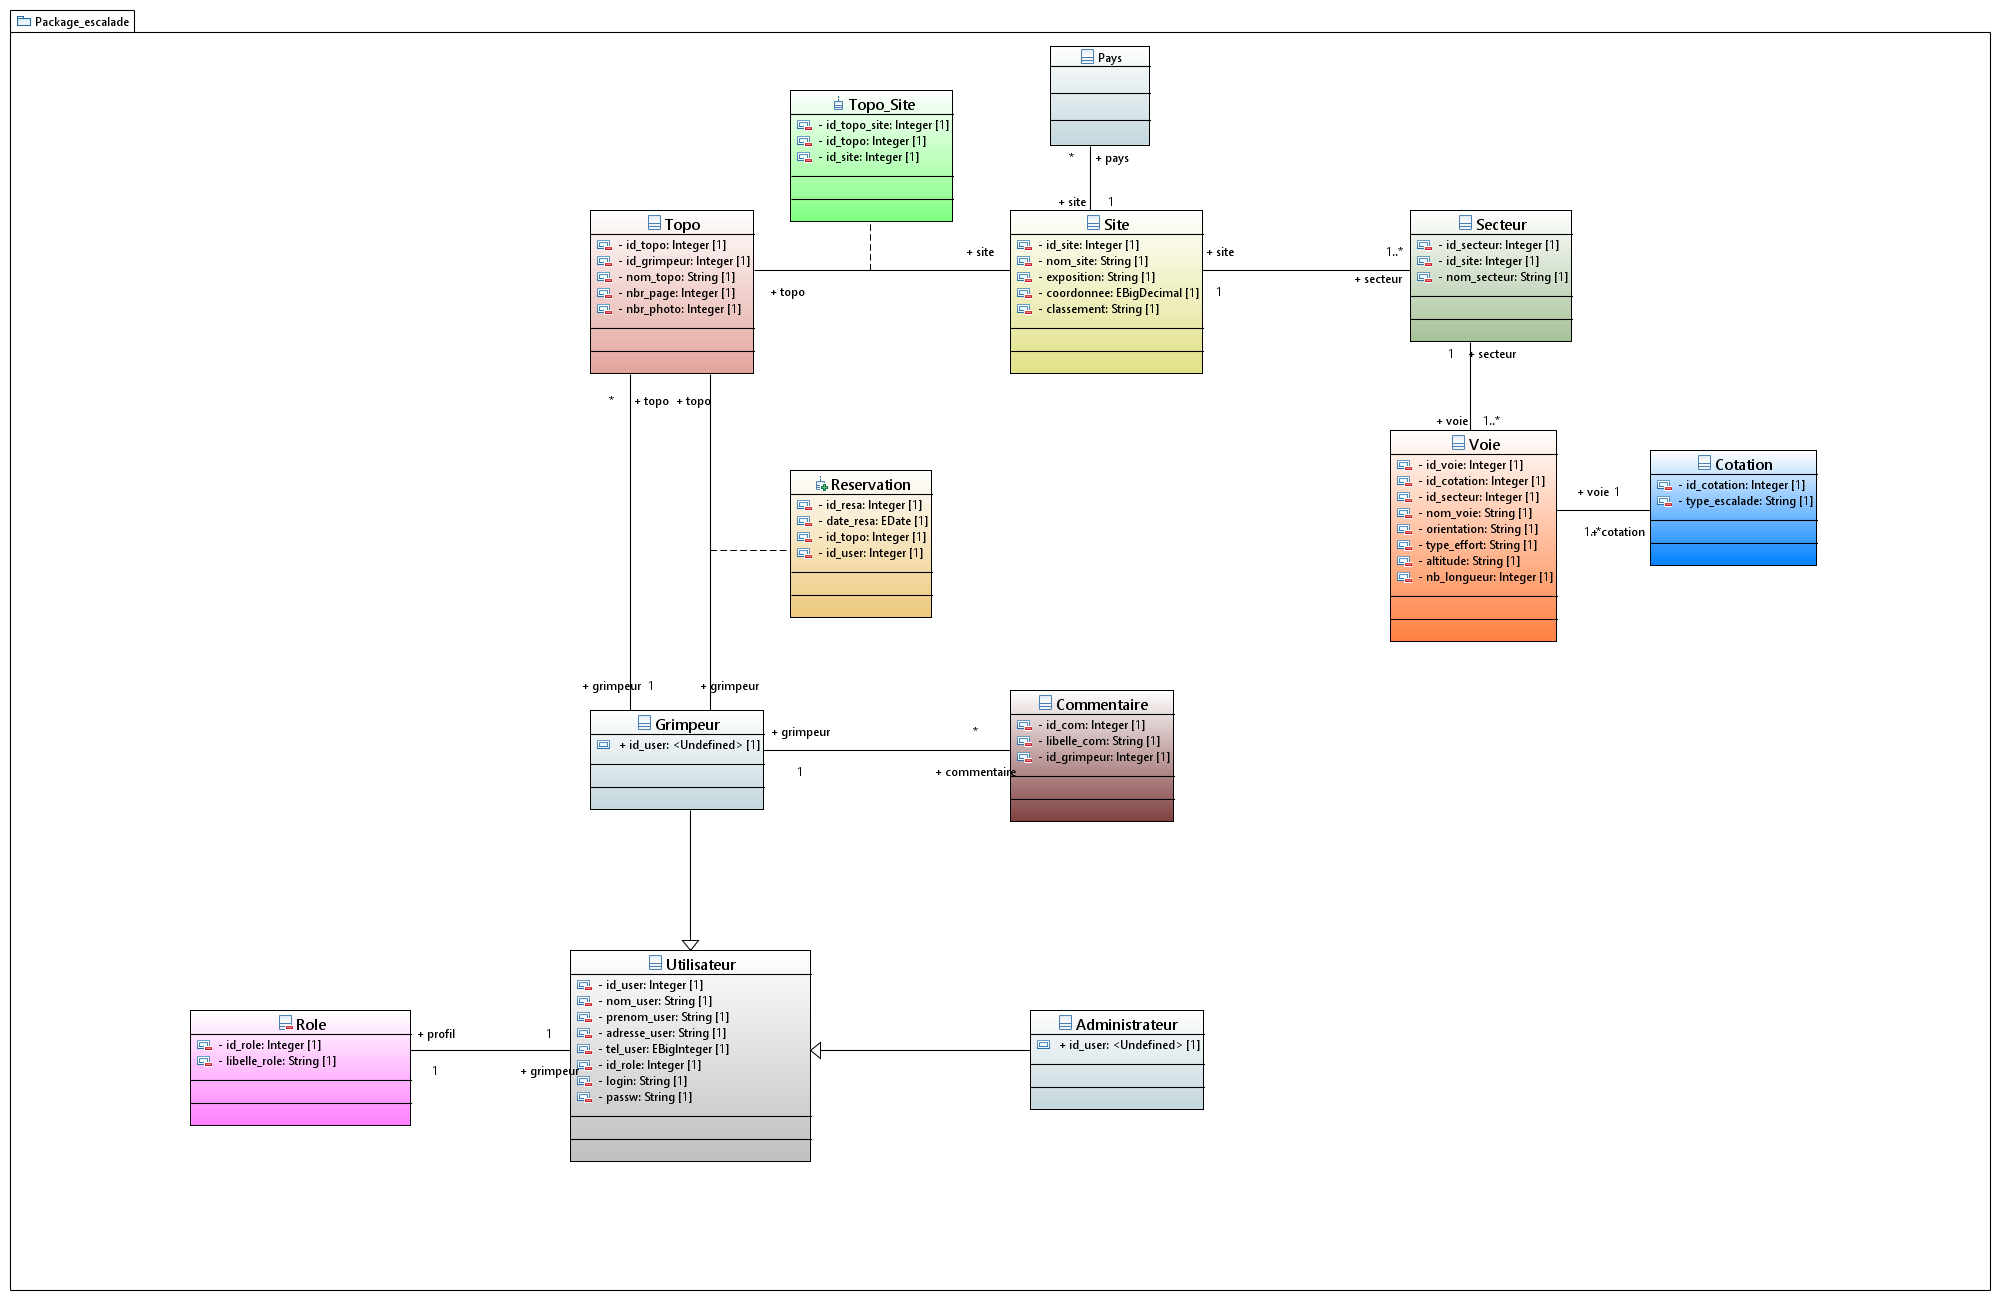 Package_escalade
Pays
* + pays
+ site 1
Topo_Site
- id_topo_site: Integer [1]
- id_topo: Integer [1]
- id_site: Integer [1]
Topo
- id_topo: Integer [1]
- id_grimpeur: Integer [1]
- nom_topo: String [1]
- nbr_page: Integer [1]
- nbr_photo: Integer [1]
+ site
+ topo
Site
- id_site: Integer [1]
- nom_site: String [1]
- exposition: String [1]
- coordonnee: EBigDecimal [1]
- classement: String [1]
+ site 1..*
1 + secteur
Secteur
- id_secteur: Integer [1]
- id_site: Integer [1]
- nom_secteur: String [1]
1 + secteur
+ voie 1..*
Voie
- id_voie: Integer [1]
- id_cotation: Integer [1]
- id_secteur: Integer [1]
- nom_voie: String [1]
- orientation: String [1]
- type_effort: String [1]
- altitude: String [1]
- nb_longueur: Integer [1]
+ voie 1
1..* + cotation
Cotation
- id_cotation: Integer [1]
- type_escalade: String [1]
* + topo + topo
Reservation
- id_resa: Integer [1]
- date_resa: EDate [1]
- id_topo: Integer [1]
- id_user: Integer [1]
+ grimpeur 1 + grimpeur
Grimpeur
+ id_user: <Undefined> [1]
+ grimpeur *
1 + commentaire
Commentaire
- id_com: Integer [1]
- libelle_com: String [1]
- id_grimpeur: Integer [1]
Utilisateur
- id_user: Integer [1]
- nom_user: String [1]
- prenom_user: String [1]
- adresse_user: String [1]
- tel_user: EBigInteger [1]
- id_role: Integer [1]
- login: String [1]
- passw: String [1]
Role
- id_role: Integer [1]
- libelle_role: String [1]
+ profil 1
1 + grimpeur
Administrateur
+ id_user: <Undefined> [1]